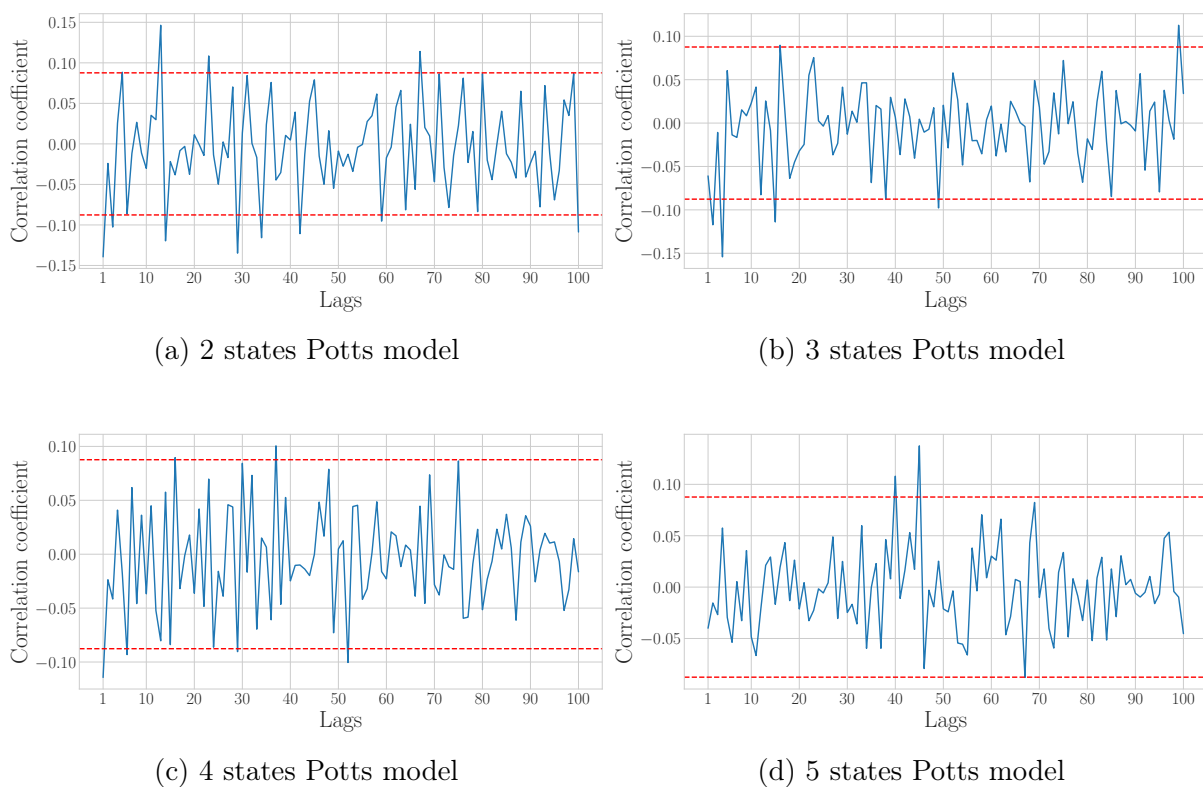 0.15
0.10
0.05
0.00
−0.05
−0.10
−0.15
Correlation coefficient
1 10 20 30 40 50 60 70 80 90 100
Lags
(a) 2 states Potts model
0.10
0.05
0.00
−0.05
−0.10
−0.15
Correlation coefficient
1 10 20 30 40 50 60 70 80 90 100
Lags
(b) 3 states Potts model
0.10
0.05
0.00
−0.05
−0.10
Correlation coefficient
1 10 20 30 40 50 60 70 80 90 100
Lags
(c) 4 states Potts model
0.10
0.05
0.00
−0.05
Correlation coefficient
1 10 20 30 40 50 60 70 80 90 100
Lags
(d) 5 states Potts model